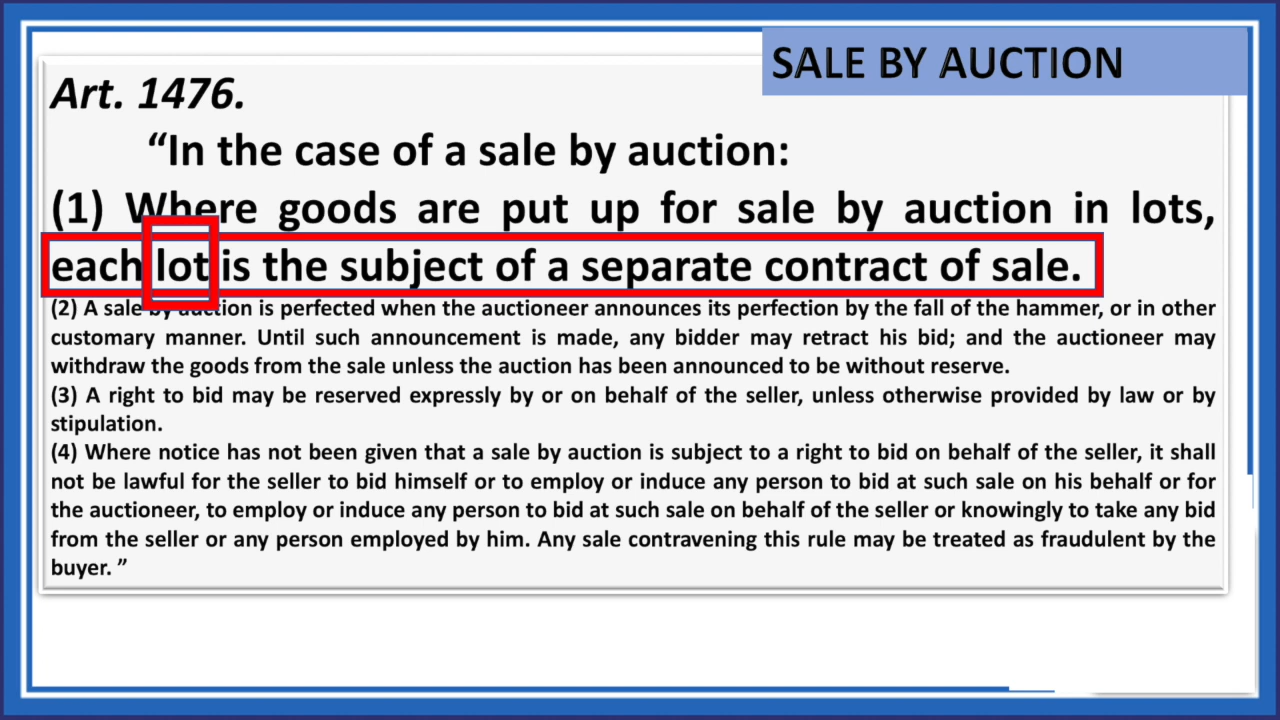 SALE BY AUCTION
Art. 1476.
“In the case of a sale by auction:
(1) Where goods are put up for sale by auction in lots,
each lot is the subject of a separate contract of sale.
(2) A sale by auction is perfected when the auctioneer announces its perfection by the fall of the hammer, or in other
customary manner. Until such announcement is made, any bidder may retract his bid; and the auctioneer may
withdraw the goods from the sale unless the auction has been announced to be without reserve.
(3) A right to bid may be reserved expressly by or on behalf of the seller, unless otherwise provided by law or by
stipulation.
(4) Where notice has not been given that a sale by auction is subject to a right to bid on behalf of the seller, it shall
not be lawful for the seller to bid himself or to employ or induce any person to bid at such sale on his behalf or for
the auctioneer, to employ or induce any person to bid at such sale on behalf of the seller or knowingly to take any bid
from the seller or any person employed by him. Any sale contravening this rule may be treated as fraudulent by the
buyer. ”